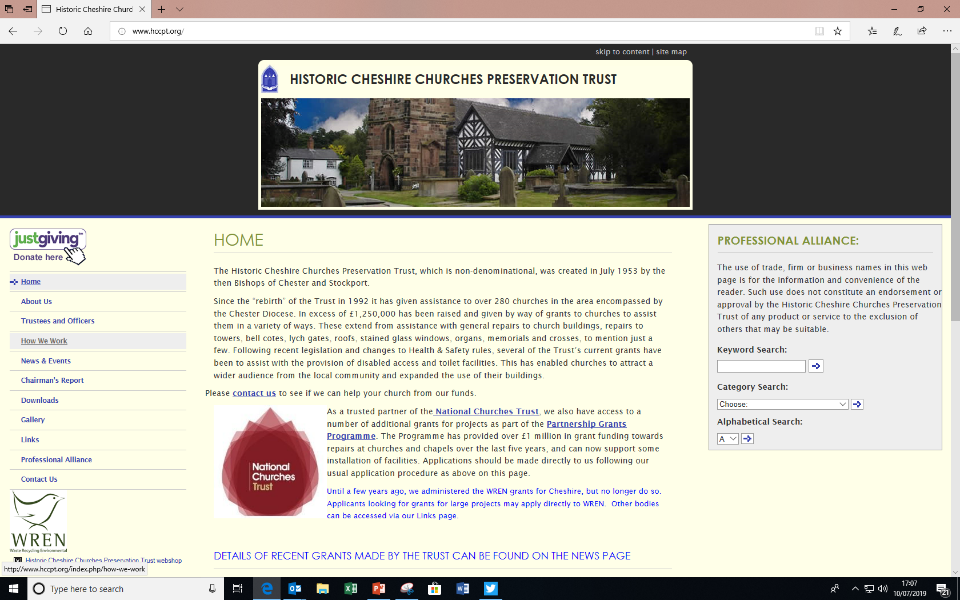 Historic Cheshire Churc
www.hccpt.org/
skip to content | site map
HISTORIC CHESHIRE CHURCHES PRESERVATION TRUST
justgiving™
Donate here
Home
About Us
Trustees and Officers
How We Work
News & Events
Chairman's Report
Downloads
Gallery
Links
Professional Alliance
Contact Us
WREN
Waste Recycling Environmental
Historic Cheshire Churches Preservation Trust webshop
http://www.hccpt.org/index.php/how-we-work
HOME
The Historic Cheshire Churches Preservation Trust, which is non-denominational, was created in July 1953 by the
then Bishops of Chester and Stockport.
Since the "rebirth" of the Trust in 1992 it has given assistance to over 280 churches in the area encompassed by
the Chester Diocese. In excess of £1,250,000 has been raised and given by way of grants to churches to assist
them in a variety of ways. These extend from assistance with general repairs to church buildings, repairs to
towers, bell cotes, lych gates, roofs, stained glass windows, organs, memorials and crosses, to mention just a
few. Following recent legislation and changes to Health & Safety rules, several of the Trust's current grants have
been to assist with the provision of disabled access and toilet facilities. This has enabled churches to attract a
wider audience from the local community and expanded the use of their buildings.
Please contact us to see if we can help your church from our funds.
National
Churches
Trust
As a trusted partner of the National Churches Trust, we also have access to a
number of additional grants for projects as part of the Partnership Grants
Programme. The Programme has provided over £1 million in grant funding towards
repairs at churches and chapels over the last five years, and can now support some
installation of facilities. Applications should be made directly to us following our
usual application procedure as above on this page.
Until a few years ago, we administered the WREN grants for Cheshire, but no longer do so.
Applicants looking for grants for large projects may apply directly to WREN. Other bodies
can be accessed via our Links page.
DETAILS OF RECENT GRANTS MADE BY THE TRUST CAN BE FOUND ON THE NEWS PAGE
PROFESSIONAL ALLIANCE:
The use of trade, firm or business names in this web
page is for the information and convenience of the
reader. Such use does not constitute an endorsement or
approval by the Historic Cheshire Churches Preservation
Trust of any product or service to the exclusion of
others that may be suitable.
Keyword Search:
Category Search:
Choose:
Alphabetical Search:
A
Type here to search
17:07
10/07/2019
21